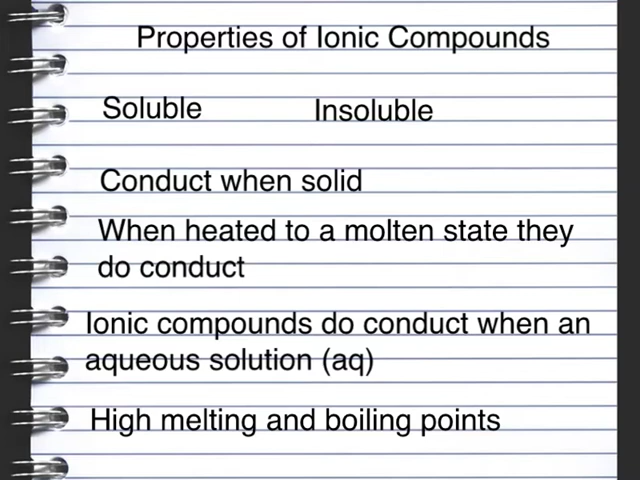 Properties of Ionic Compounds
Soluble Insoluble
Conduct when solid
When heated to a molten state they
do conduct
Ionic compounds do conduct when an
aqueous solution (aq)
High melting and boiling points